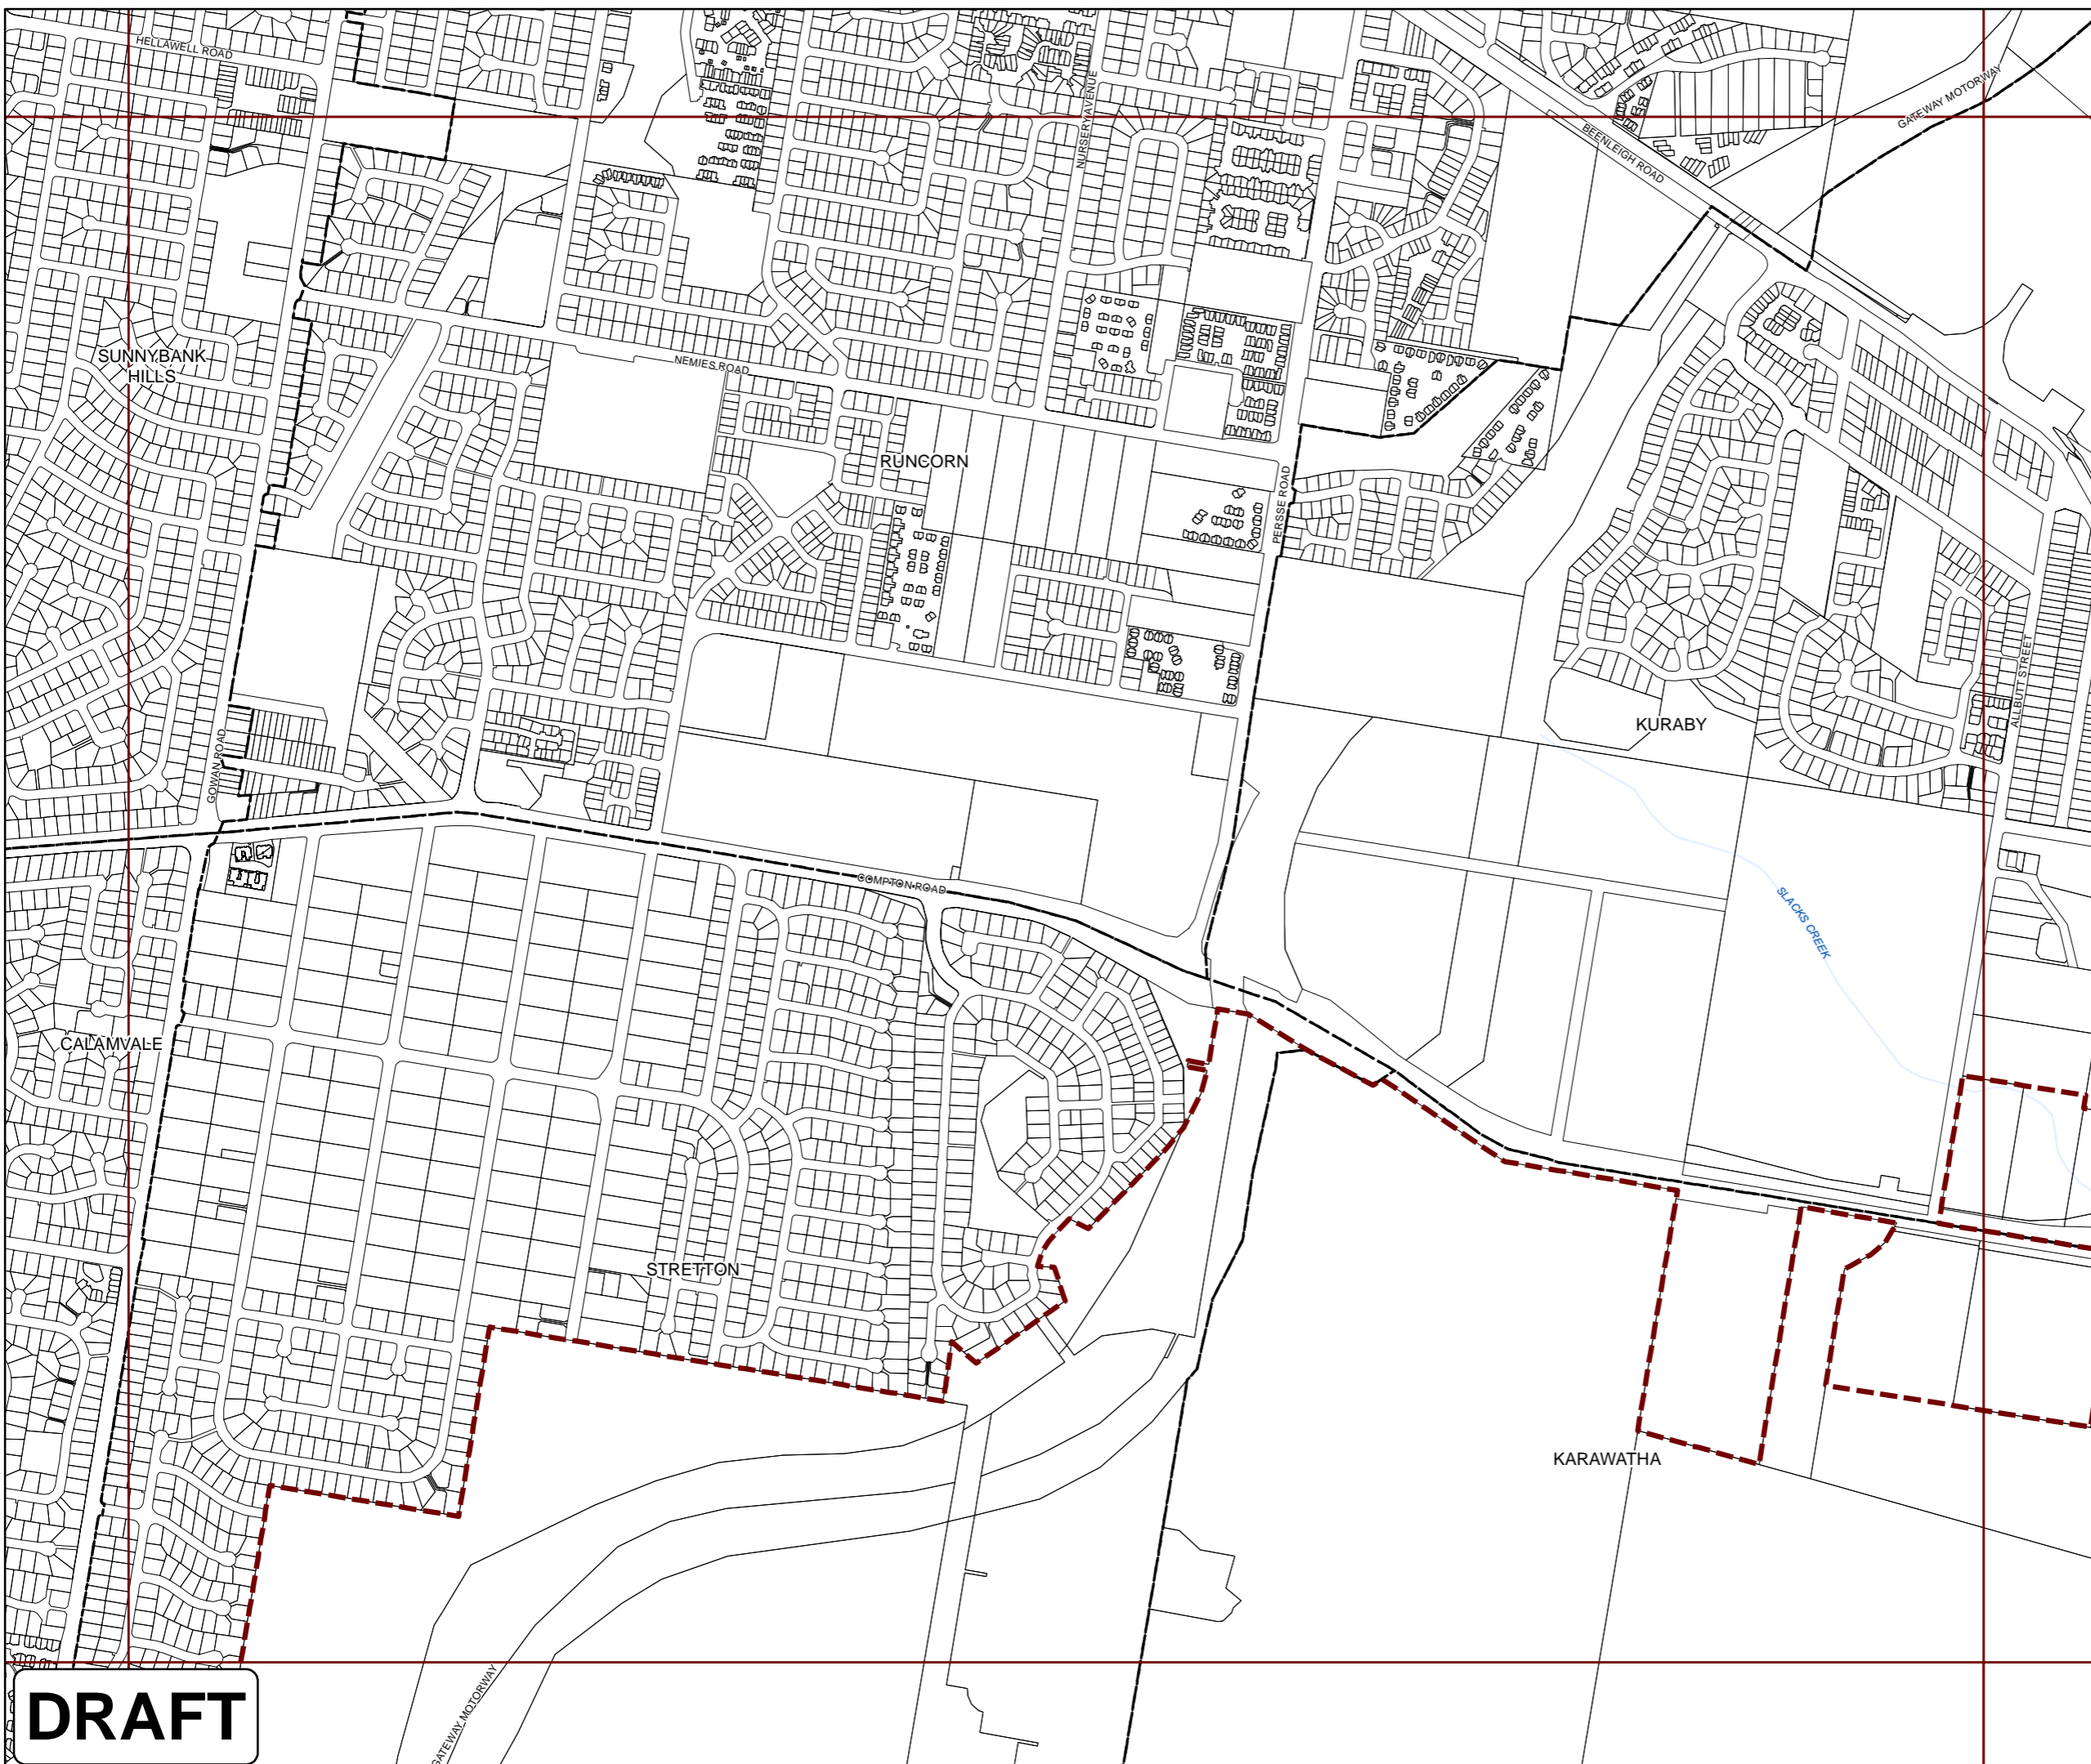 HELLAWELL ROAD
NURSERY AVENUE
GATEWAY MOTORWAY
BEENLEIGH ROAD
SUNNYBANK
HILLS
NEMIES ROAD
RUNCORN
PERSSE ROAD
KURABY
ALLBUTT STREET
GOWAN ROAD
COMPTON ROAD
SLACKS CREEK
CALAMVALE
STRETTON
KARAWATHA
GATEWAY MOTORWAY
DRAFT